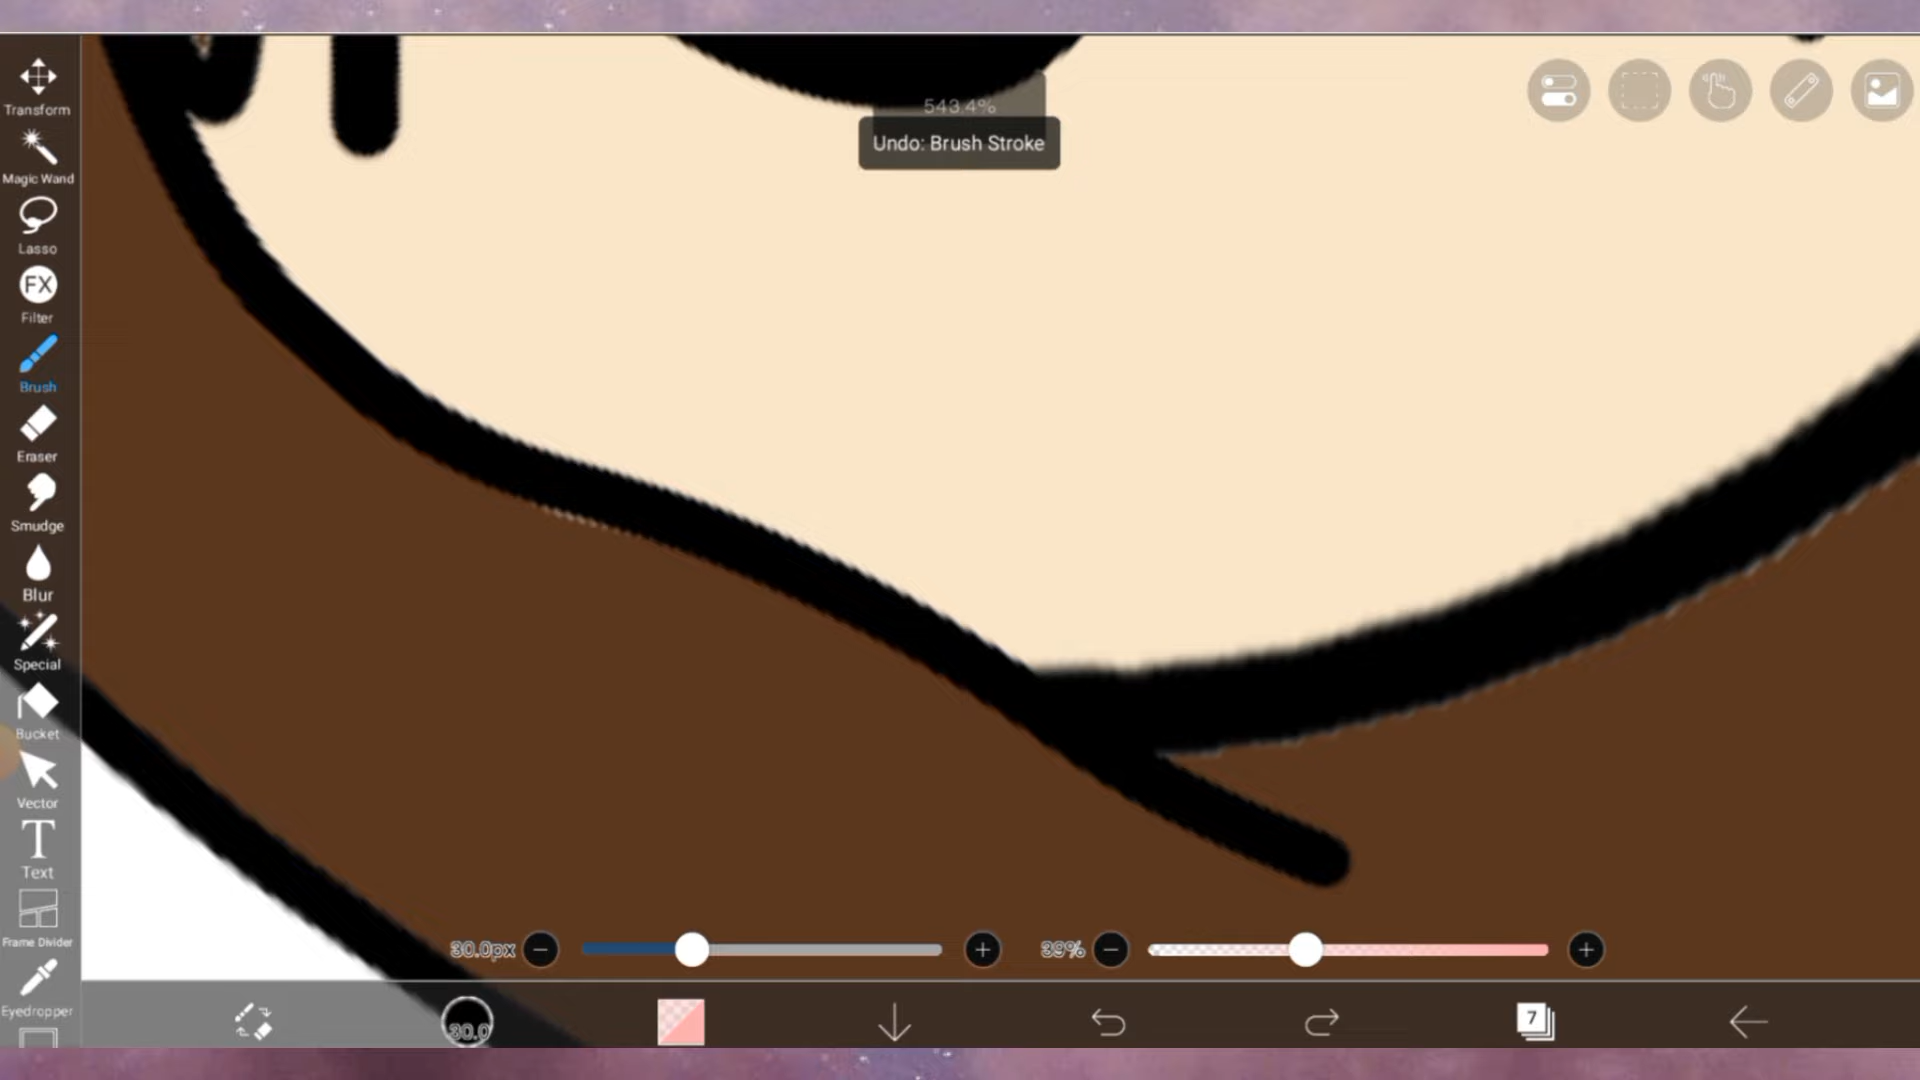 Transform
Magic Wand
Lasso
FX
Filter
Brush
Eraser
Smudge
Blur
Special
Bucket
Vector
T
Text
Frame Divider
Eyedropper
543.4%
Undo: Brush Stroke
30.0px
39%
30.0
7